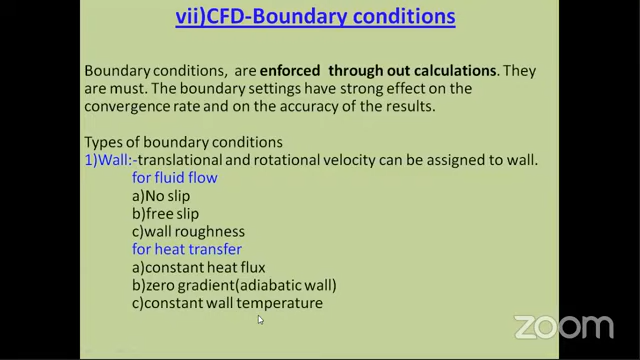 vii)CFD-Boundary conditions
Boundary conditions, are enforced through out calculations. They
are must. The boundary settings have strong effect on the
convergence rate and on the accuracy of the results.
Types of boundary conditions
1)Wall:-translational and rotational velocity can be assigned to wall.
for fluid flow
a)No slip
b)free slip
c)wall roughness
for heat transfer
a)constant heat flux
b)zero gradient(adiabatic wall)
c)constant wall temperature
zoom